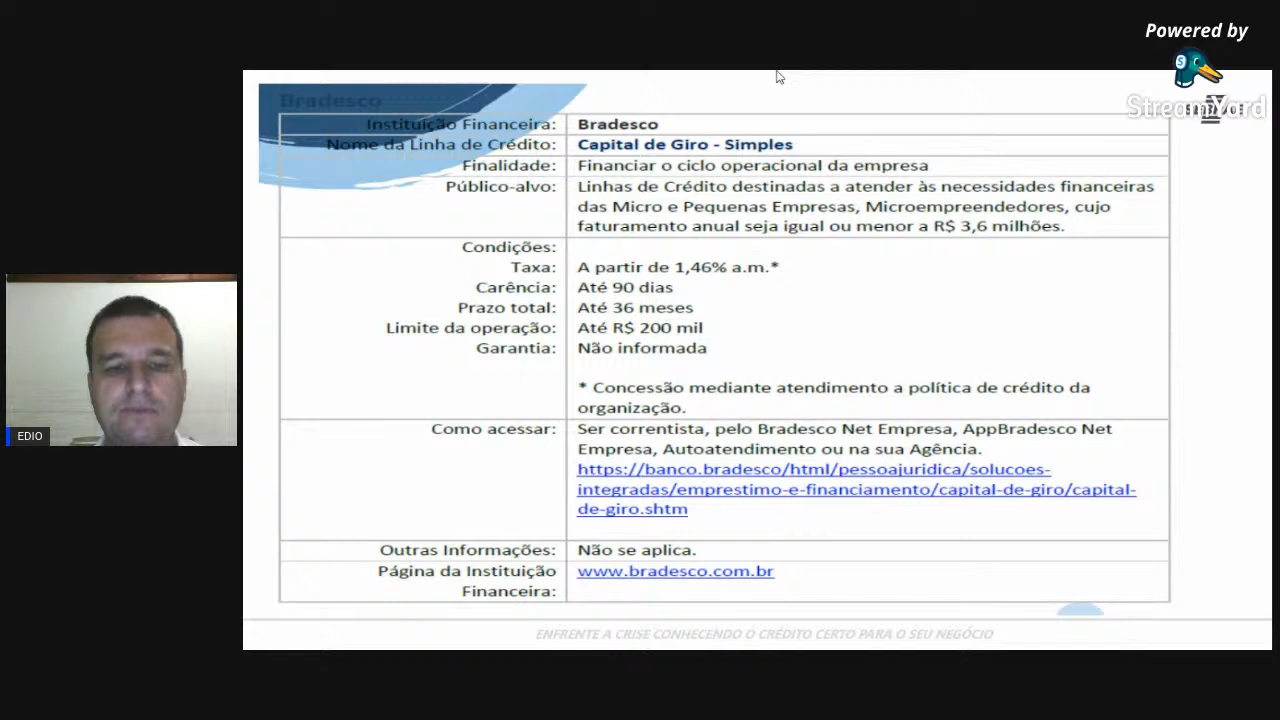 Powered by
StreamYard
Bradesco
Instituição Financeira: Bradesco
Nome da Linha de Crédito: Capital de Giro - Simples
Finalidade: Financiar o ciclo operacional da empresa
Público-alvo: Linhas de Crédito destinadas a atender às necessidades financeiras
das Micro e Pequenas Empresas, Microempreendedores, cujo
faturamento anual seja igual ou menor a R$ 3,6 milhões.
Condições:
Taxa: A partir de 1,46% a.m.*
Carência: Até 90 dias
Prazo total: Até 36 meses
Limite da operação: Até R$ 200 mil
Garantia: Não informada
* Concessão mediante atendimento a política de crédito da
organização.
Como acessar: Ser correntista, pelo Bradesco Net Empresa, AppBradesco Net
Empresa, Autoatendimento ou na sua Agência.
https://banco.bradesco/html/pessoajuridica/solucoes-
integradas/emprestimo-e-financiamento/capital-de-giro/capital-
de-giro.shtm
Outras Informações: Não se aplica.
Página da Instituição www.bradesco.com.br
Financeira:
ENFRENTE A CRISE CONHECENDO O CRÉDITO CERTO PARA O SEU NEGÓCIO
EDIO